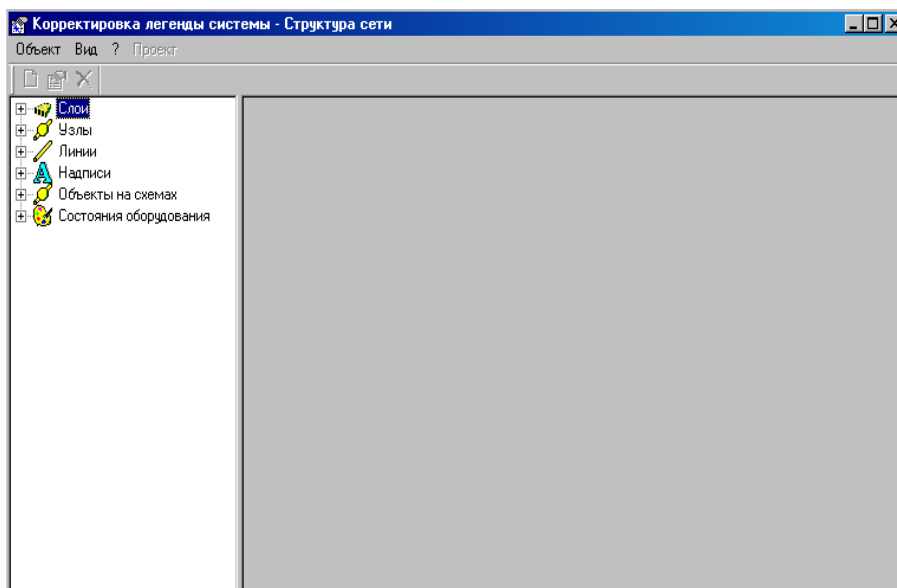 Корректировка легенды системы - Структура сети
Объект Вид ? Проект
Слои
Узлы
Линии
Надписи
Объекты на схемах
Состояния оборудования